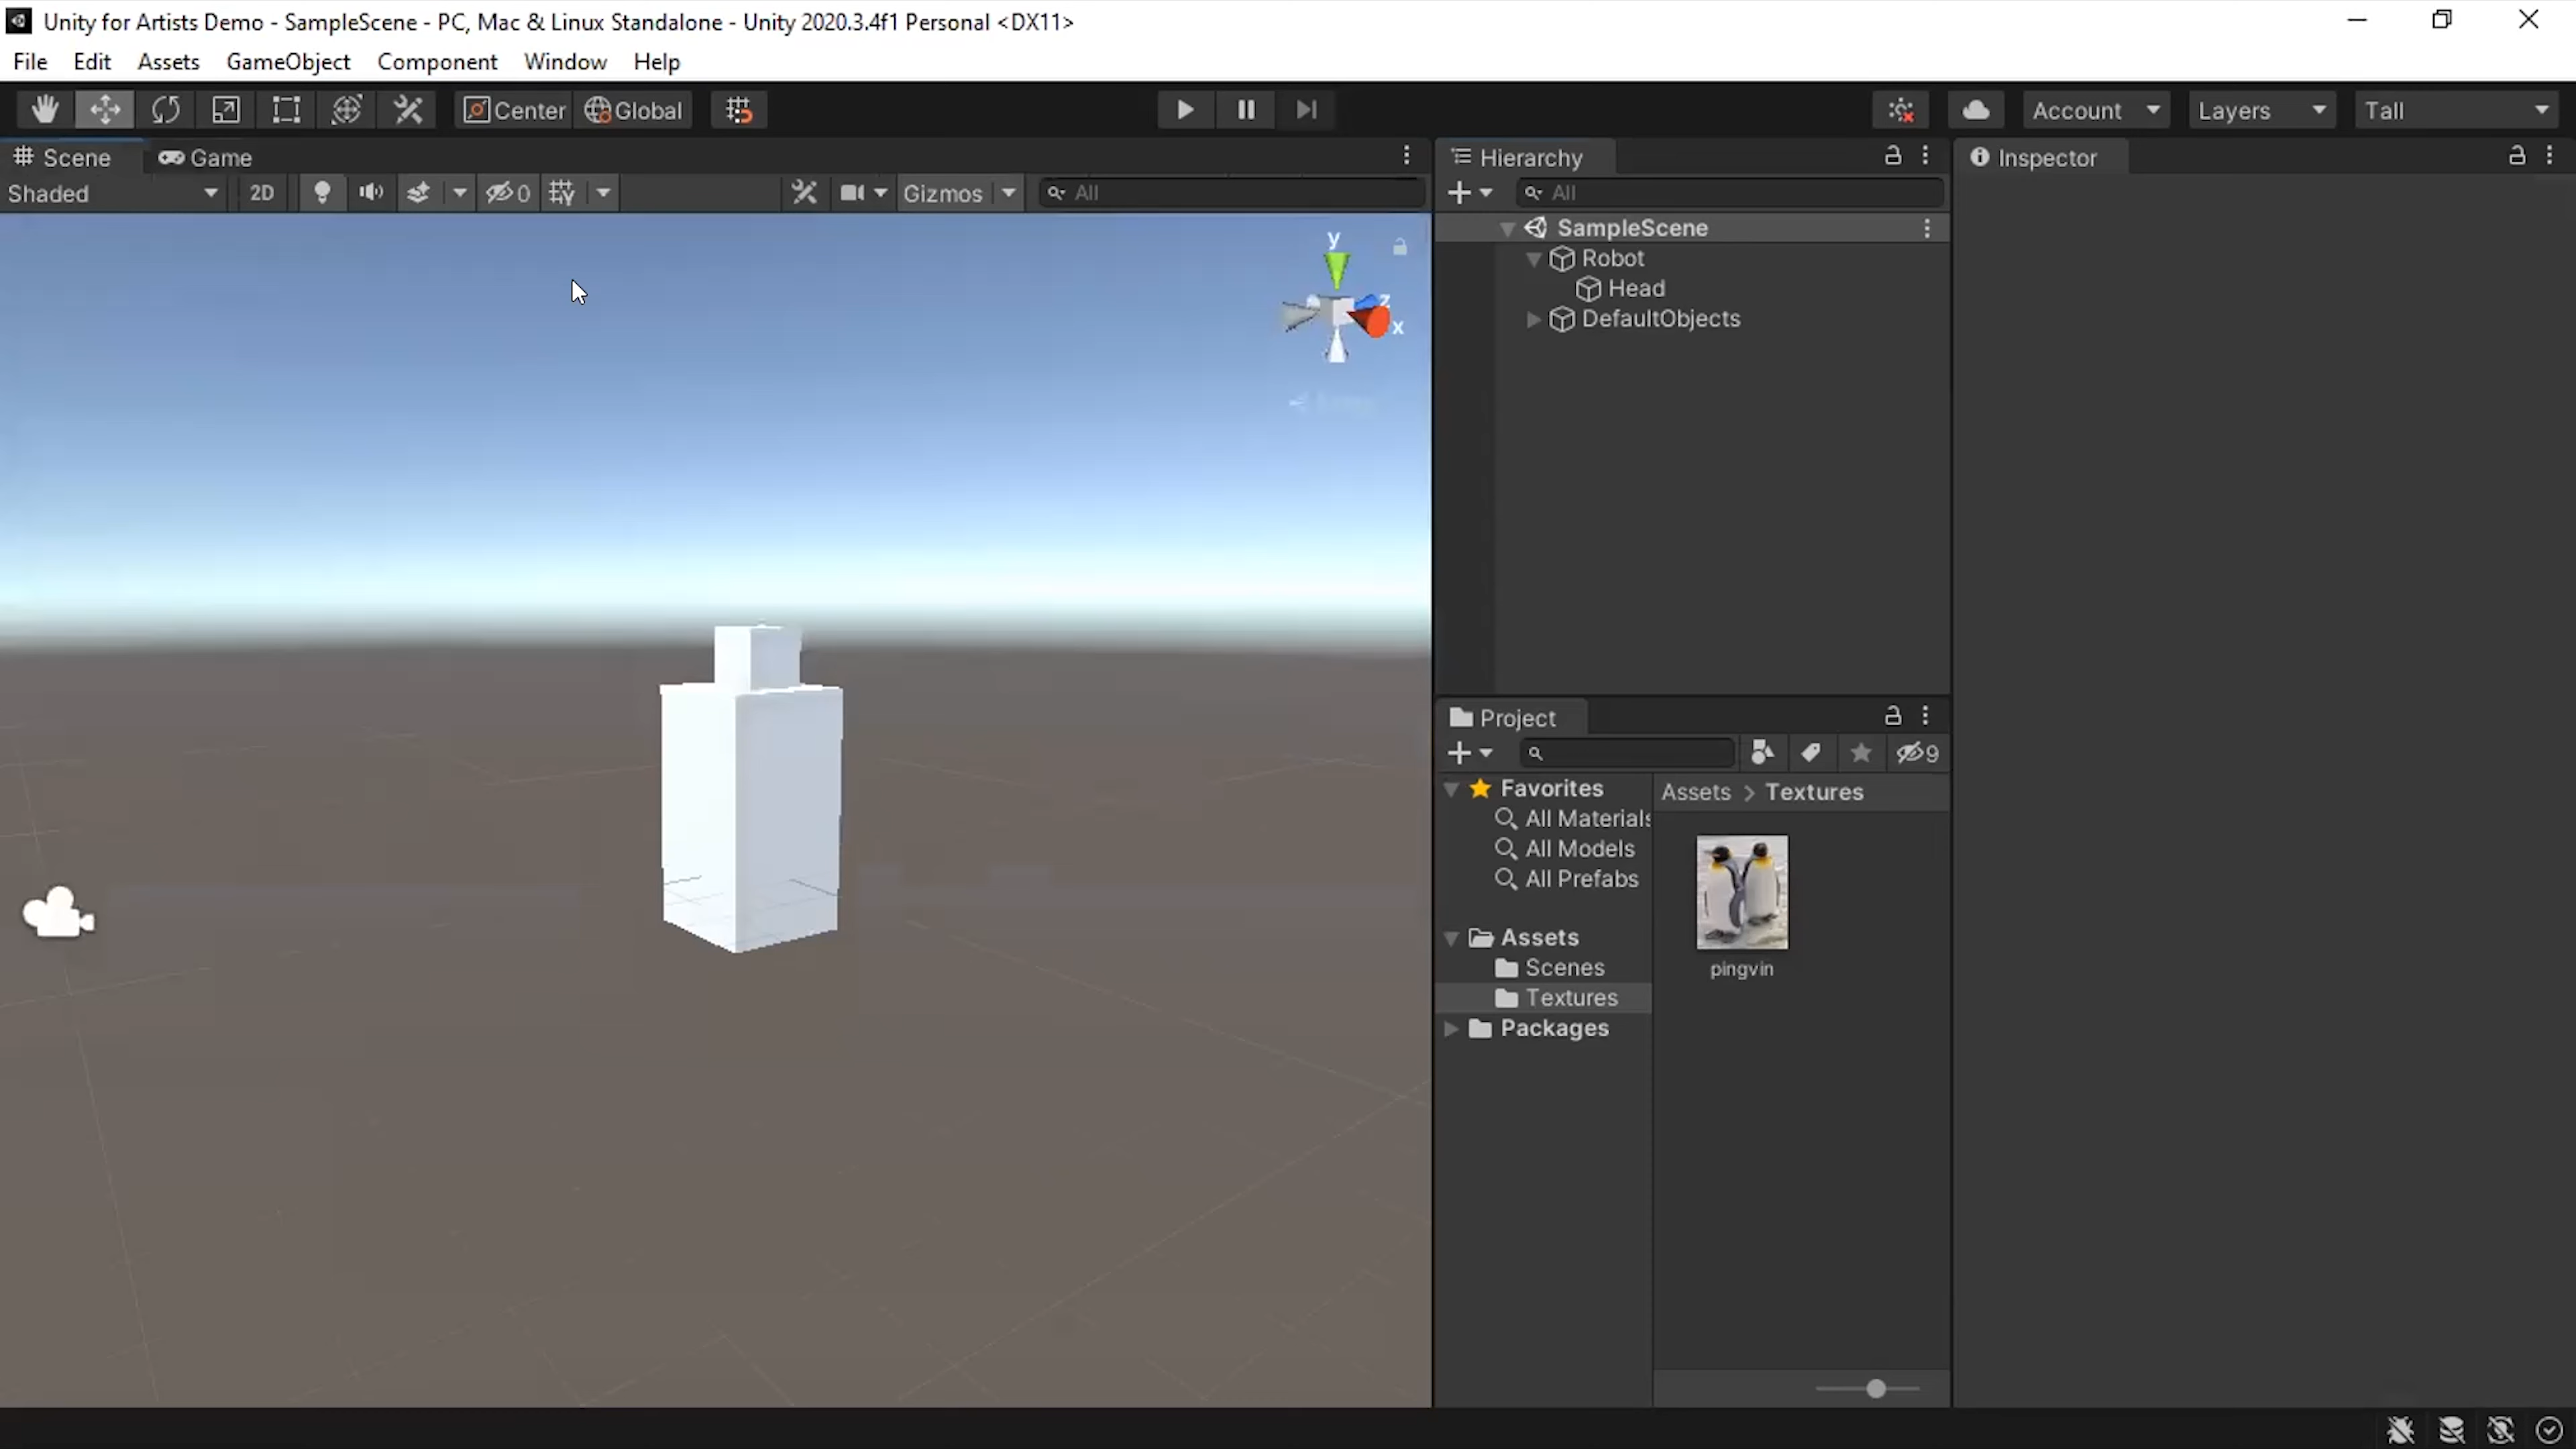 Unity for Artists Demo - SampleScene - PC, Mac & Linux Standalone - Unity 2020.3.4f1 Personal <DX11>
File Edit Assets GameObject Component Window Help
Center Global Account Layers Tall
Scene Game
Shaded 2D 0 Gizmos All
y
z
x
Hierarchy
All
SampleScene
Robot
Head
DefaultObjects
Inspector
Project
9
Favorites
All Materials
All Models
All Prefabs
Assets
Scenes
Textures
Packages
Assets > Textures
pingvin